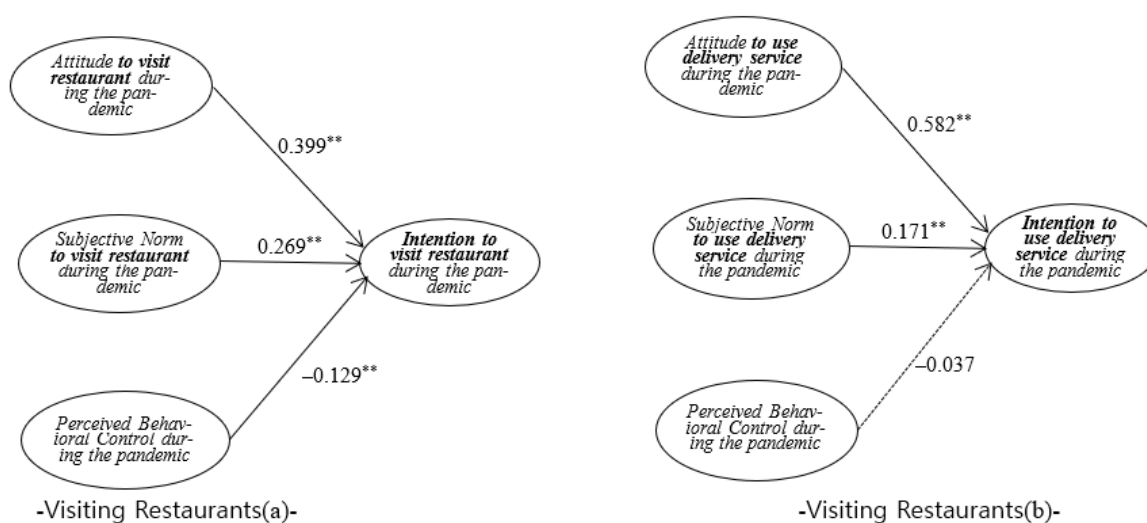 Attitude to visit
restaurant dur-
ing the pan-
demic
0.399**
Subjective Norm
to visit restaurant
during the pan-
demic
0.269**
Intention to
visit restaurant
during the pan-
demic
–0.129**
Perceived Behav-
ioral Control dur-
ing the pandemic
-Visiting Restaurants(a)-
Attitude to use
delivery service
during the pan-
demic
0.582**
Subjective Norm
to use delivery
service during
the pandemic
0.171**
Intention to
use delivery
service during
the pandemic
–0.037
Perceived Behav-
ioral Control dur-
ing the pandemic
-Visiting Restaurants(b)-